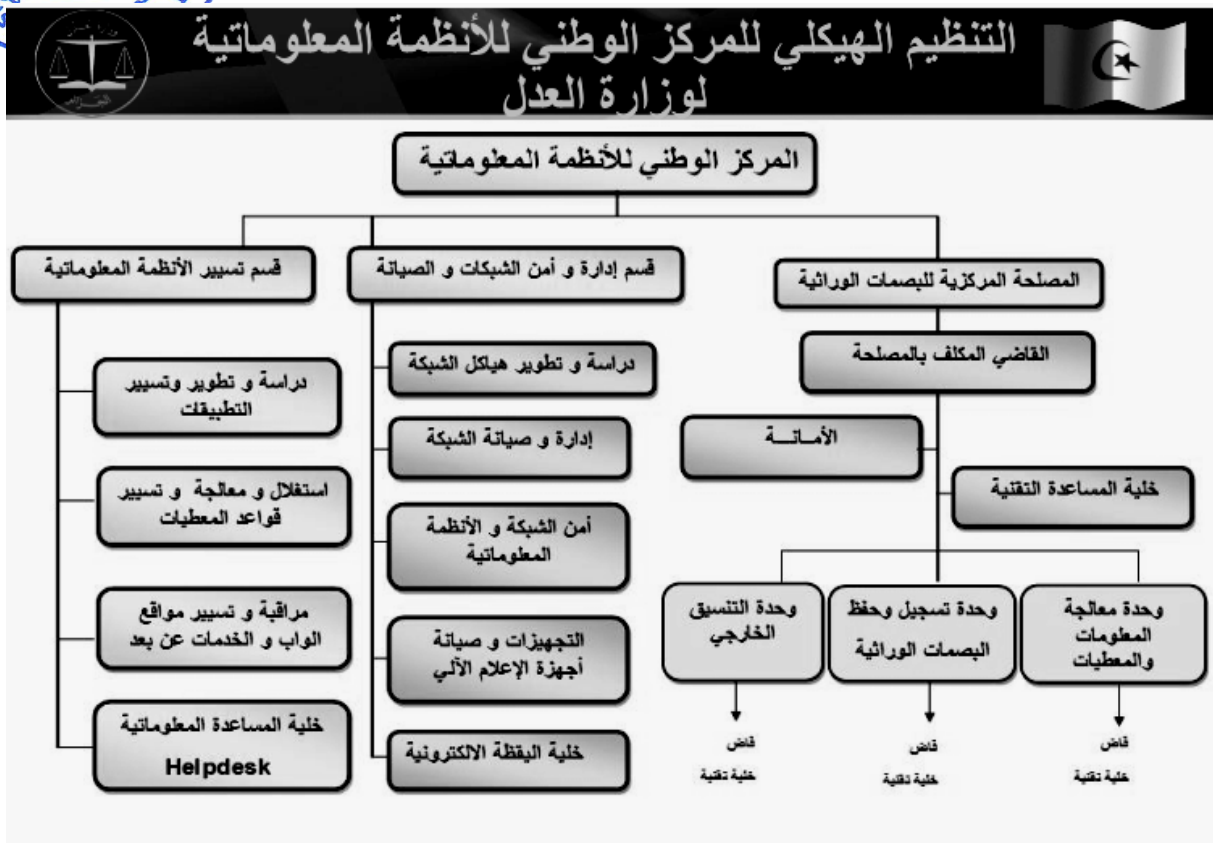 التنظيم الهيكلي للمركز الوطني للأنظمة المعلوماتية
لوزارة العدل
المركز الوطني للأنظمة المعلوماتية
المصلحة المركزية للبصمات الوراثية
القاضي المكلف بالمصلحة
الأمـانـــة
خلية المساعدة التقنية
وحدة معالجة
المعلومات
والمعطيات
قاض
خلية تقنية
وحدة تسجيل وحفظ
البصمات الوراثية
قاض
خلية تقنية
وحدة التنسيق
الخارجي
قاض
خلية تقنية
قسم إدارة و أمن الشبكات و الصيانة
دراسة و تطوير هياكل الشبكة
إدارة و صيانة الشبكة
أمن الشبكة و الأنظمة
المعلوماتية
التجهيزات و صيانة
أجهزة الإعلام الآلي
خلية اليقظة الالكترونية
قسم تسيير الأنظمة المعلوماتية
دراسة و تطوير وتسيير
التطبيقات
استغلال و معالجة و تسيير
قواعد المعطيات
مراقبة و تسيير مواقع
الواب و الخدمات عن بعد
خلية المساعدة المعلوماتية
Helpdesk